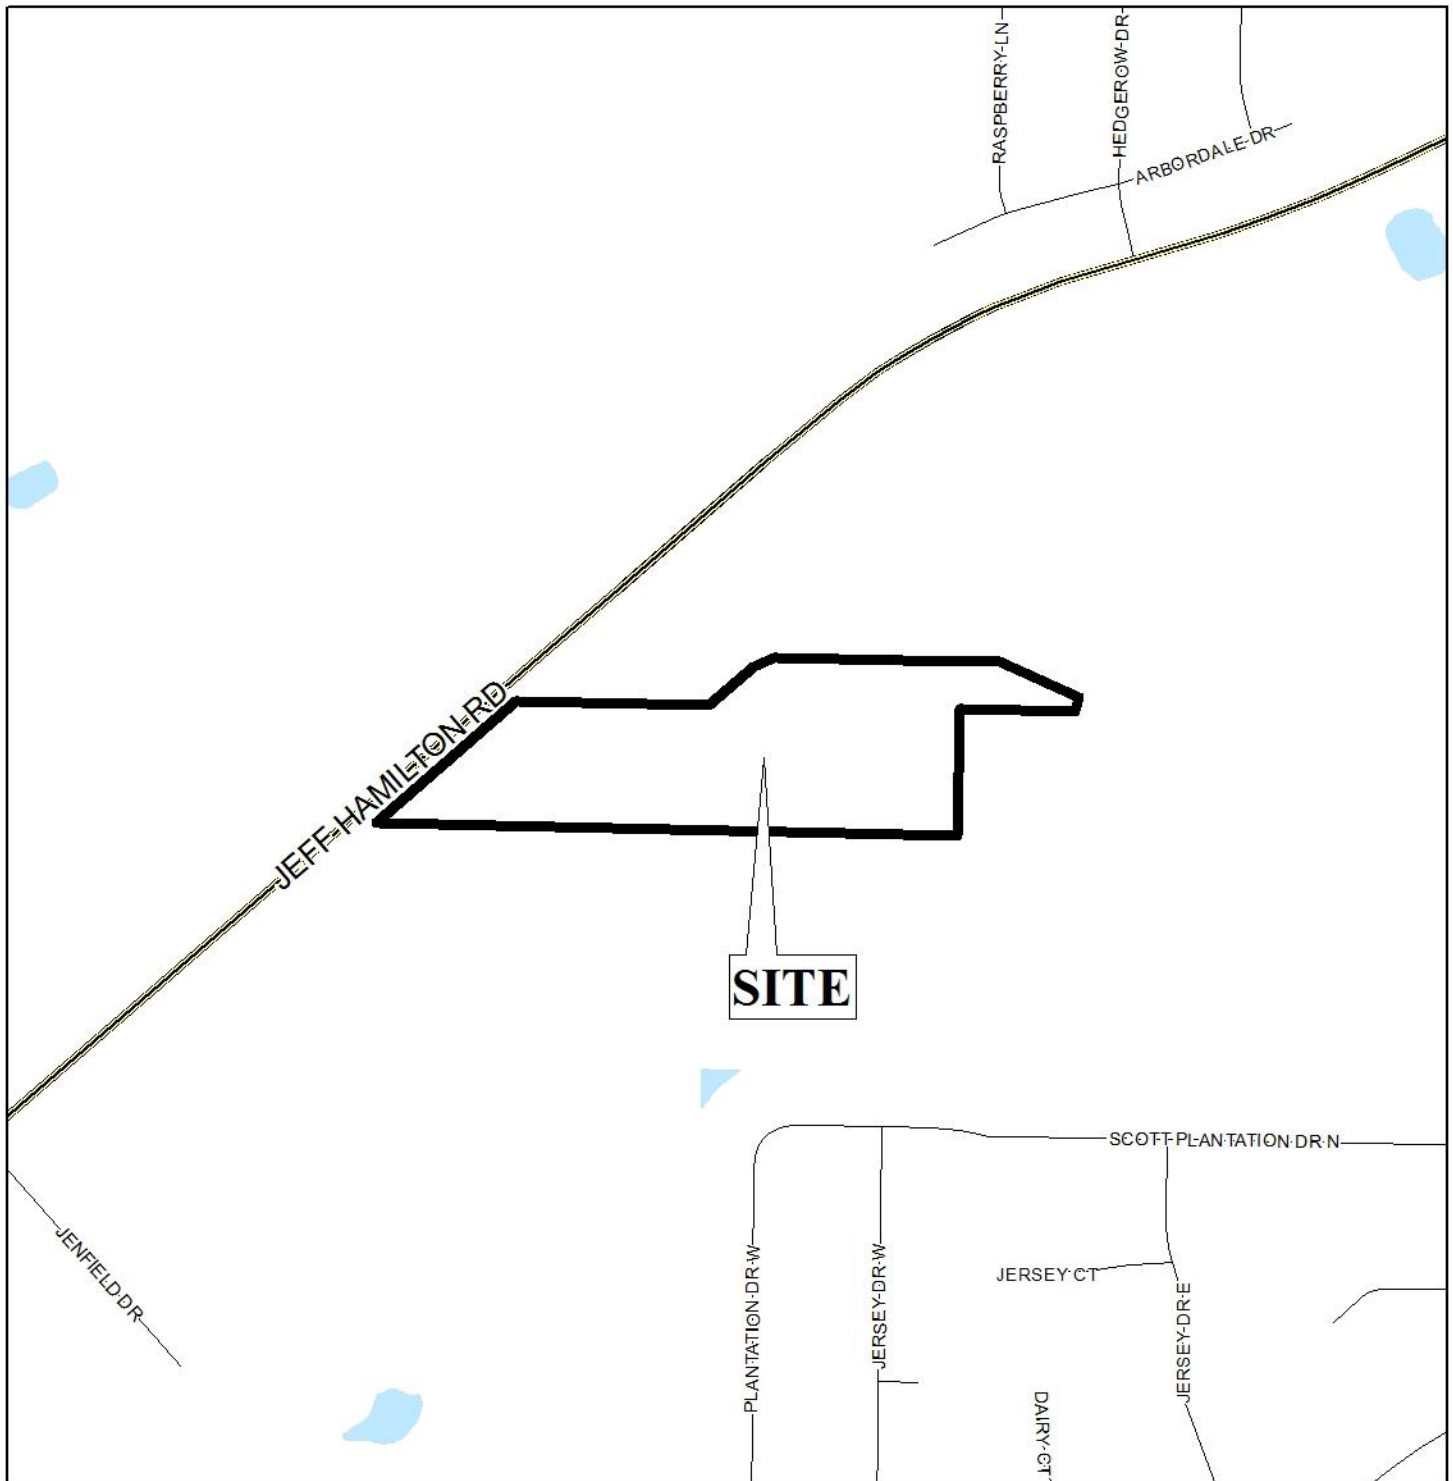 RASPBERRY LN
HEDGEROW DR
ARBORDALE DR
JEFF HAMILTON RD
SITE
SCOTT PLANTATION DR N
JENFIELD DR
PLANTATION DR W
JERSEY DR W
JERSEY CT
JERSEY DR E
DAIRY CT